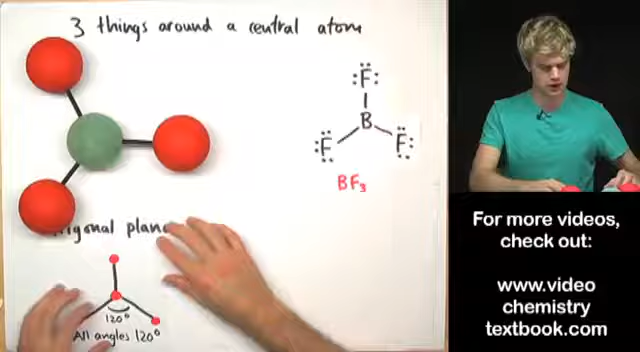 3 things around a central atom
:F:
B
:F:
F:
BF3
120°
All angles 120°
For more videos,
check out:
www.video
chemistry
textbook.com